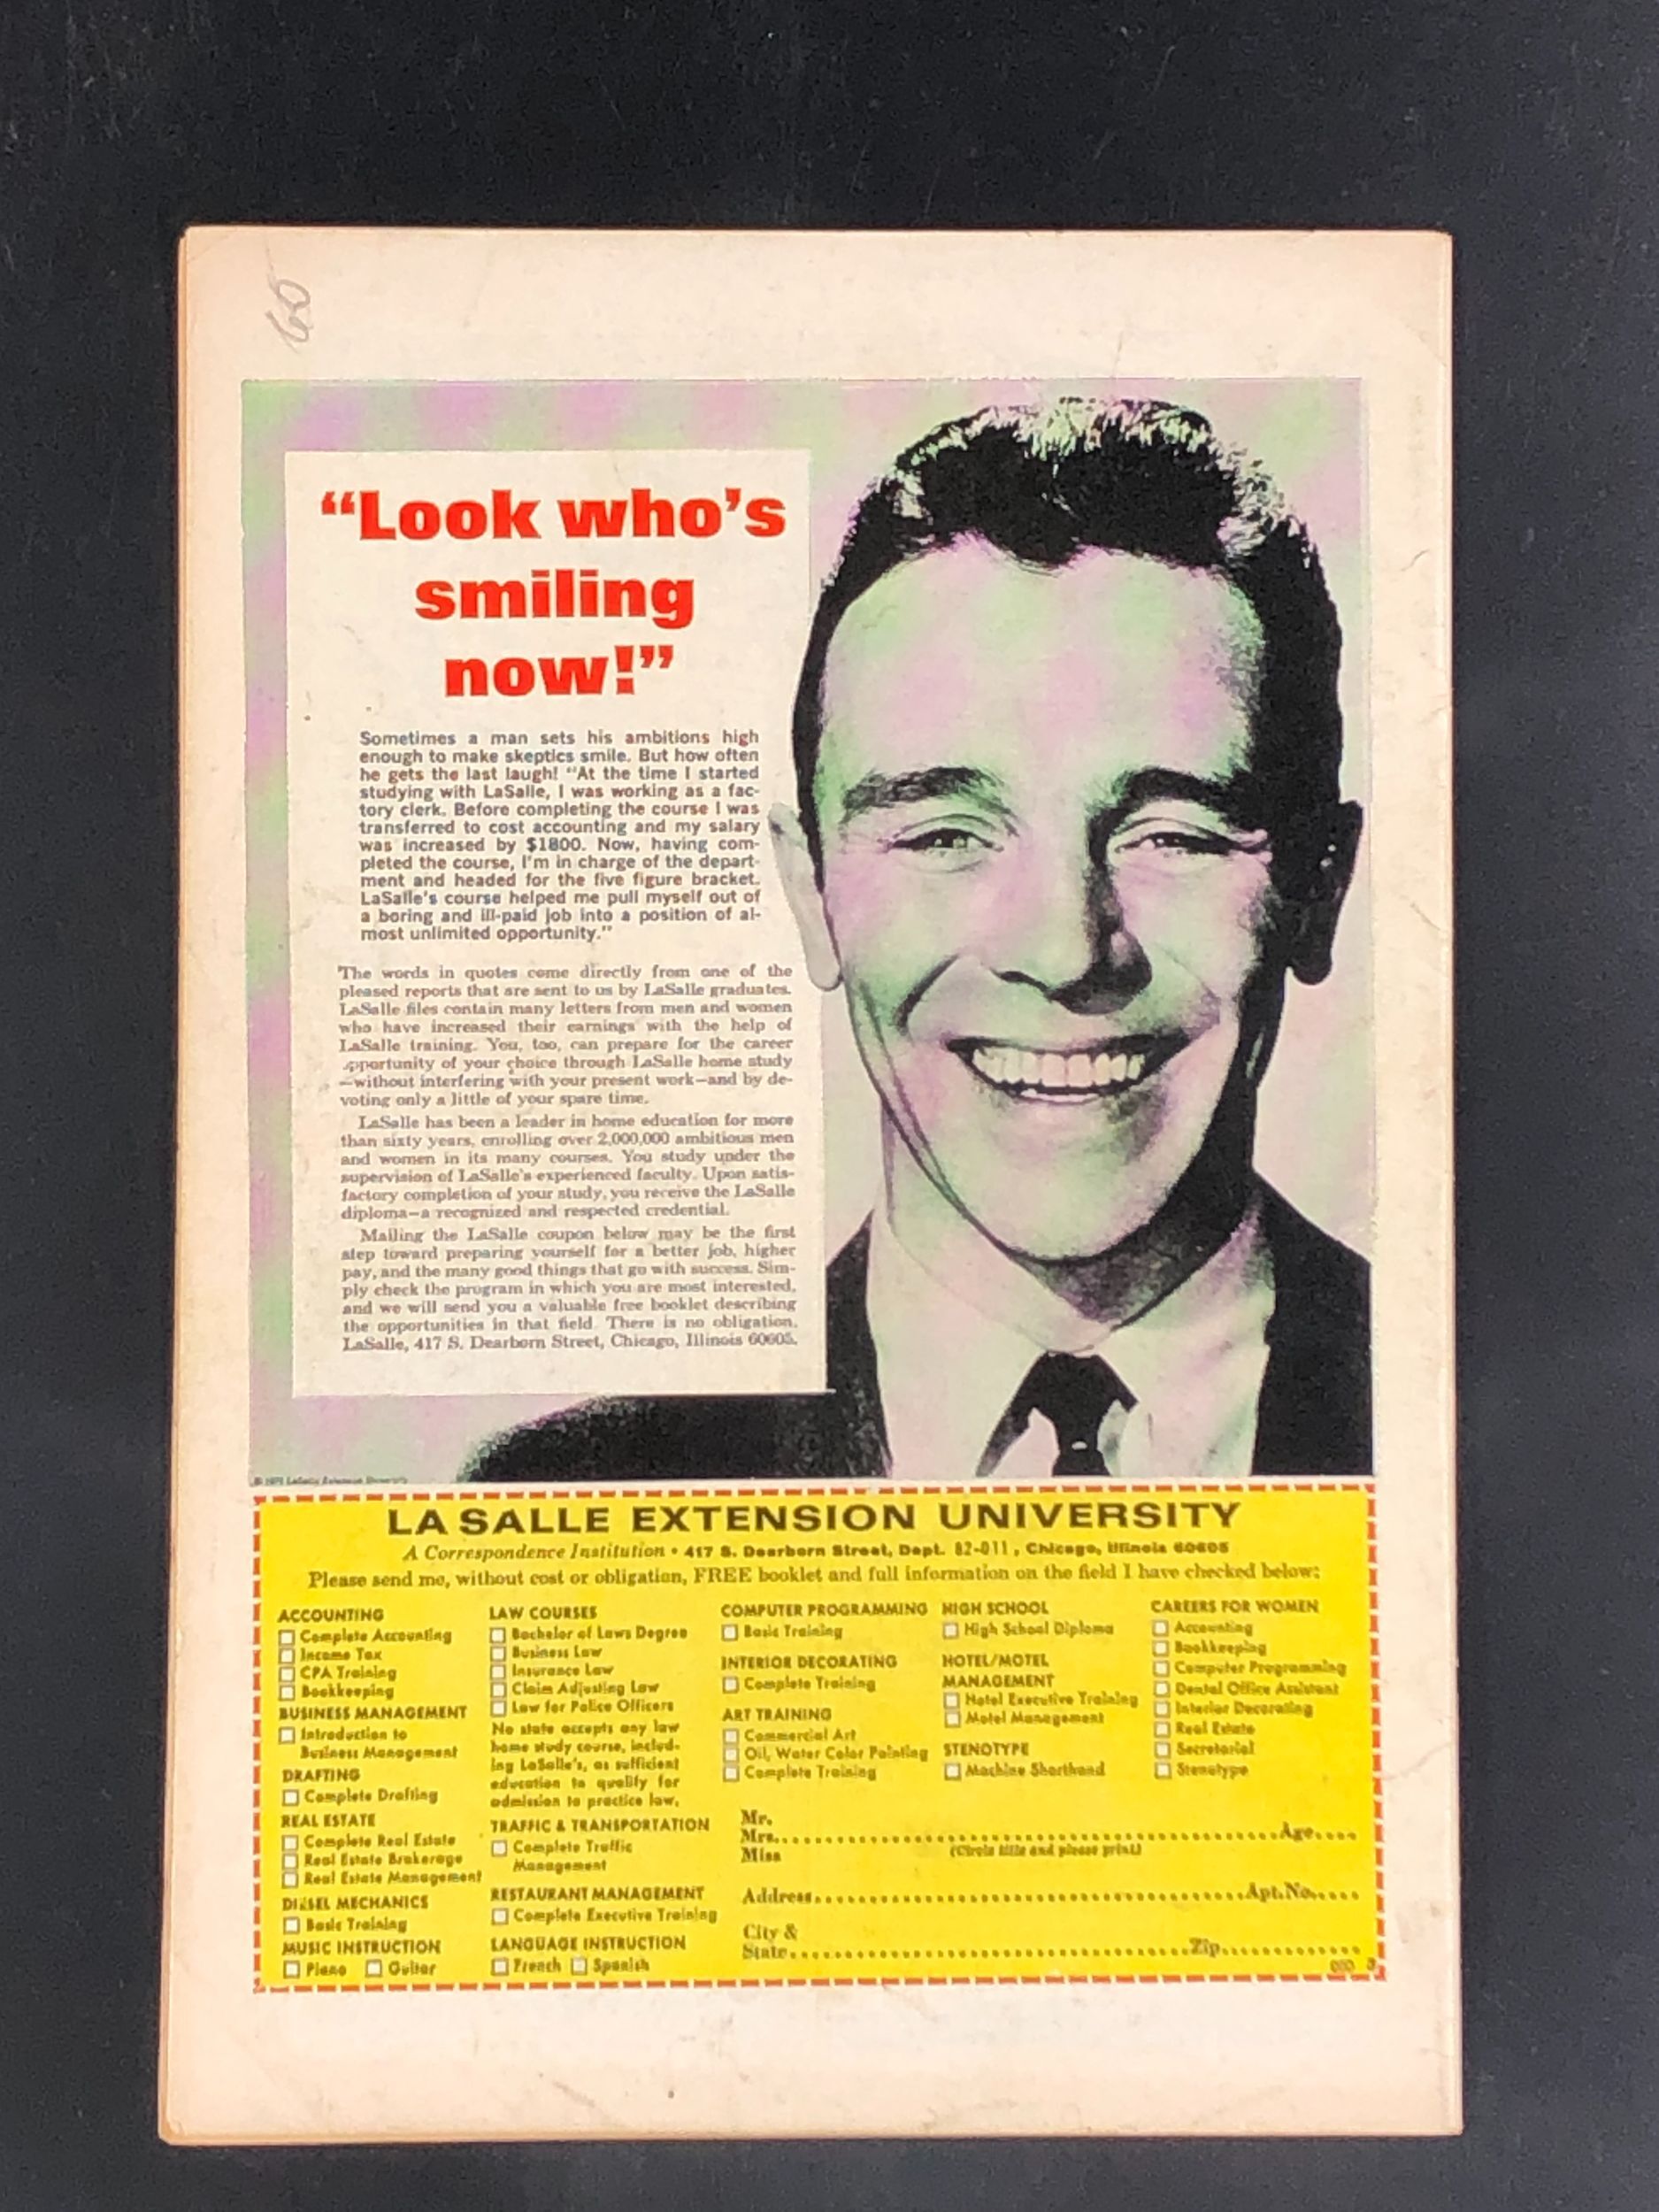 60
“Look who’s
smiling
now!”
Sometimes a man sets his ambitions high
enough to make skeptics smile. But how often
he gets the last laugh! “At the time I started
studying with LaSalle, I was working as a fac-
tory clerk. Before completing the course I was
transferred to cost accounting and my salary
was increased by $1800. Now, having com-
pleted the course, I’m in charge of the depart-
ment and headed for the five figure bracket.
LaSalle’s course helped me pull myself out of
a boring and ill-paid job into a position of al-
most unlimited opportunity.”
The words in quotes come directly from one of the
pleased reports that are sent to us by LaSalle graduates.
LaSalle files contain many letters from men and women
who have increased their earnings with the help of
LaSalle training. You, too, can prepare for the career
opportunity of your choice through LaSalle home study
—without interfering with your present work—and by de-
voting only a little of your spare time.
LaSalle has been a leader in home education for more
than sixty years, enrolling over 2,000,000 ambitious men
and women in its many courses. You study under the
supervision of LaSalle’s experienced faculty. Upon satis-
factory completion of your study, you receive the LaSalle
diploma—a recognized and respected credential.
Mailing the LaSalle coupon below may be the first
step toward preparing yourself for a better job, higher
pay, and the many good things that go with success. Sim-
ply check the program in which you are most interested,
and we will send you a valuable free booklet describing
the opportunities in that field. There is no obligation.
LaSalle, 417 S. Dearborn Street, Chicago, Illinois 60605.
LaSalle Extension University
LA SALLE EXTENSION UNIVERSITY
A Correspondence Institution • 417 S. Dearborn Street, Dept. 82-011, Chicago, Illinois 60605
Please send me, without cost or obligation, FREE booklet and full information on the field I have checked below:
ACCOUNTING
Complete Accounting
Income Tax
CPA Training
Bookkeeping
BUSINESS MANAGEMENT
Introduction to
Business Management
DRAFTING
Complete Drafting
REAL ESTATE
Complete Real Estate
Real Estate Brokerage
Real Estate Management
DIESEL MECHANICS
Basic Training
MUSIC INSTRUCTION
Piano Guitar
LAW COURSES
Bachelor of Laws Degree
Business Law
Insurance Law
Claim Adjusting Law
Law for Police Officers
No state accepts any law
home study course, includ-
ing LaSalle’s, as sufficient
education to qualify for
admission to practice law.
TRAFFIC & TRANSPORTATION
Complete Traffic
Management
RESTAURANT MANAGEMENT
Complete Executive Training
LANGUAGE INSTRUCTION
French Spanish
COMPUTER PROGRAMMING
Basic Training
INTERIOR DECORATING
Complete Training
ART TRAINING
Commercial Art
Oil, Water Color Painting
Complete Training
HIGH SCHOOL
High School Diploma
HOTEL/MOTEL
MANAGEMENT
Hotel Executive Training
Motel Management
STENOTYPE
Machine Shorthand
CAREERS FOR WOMEN
Accounting
Bookkeeping
Computer Programming
Dental Office Assistant
Interior Decorating
Real Estate
Secretarial
Stenotype
Mr.
Mrs. Age
Miss (Circle title and please print)
Address Apt. No.
City &
State Zip